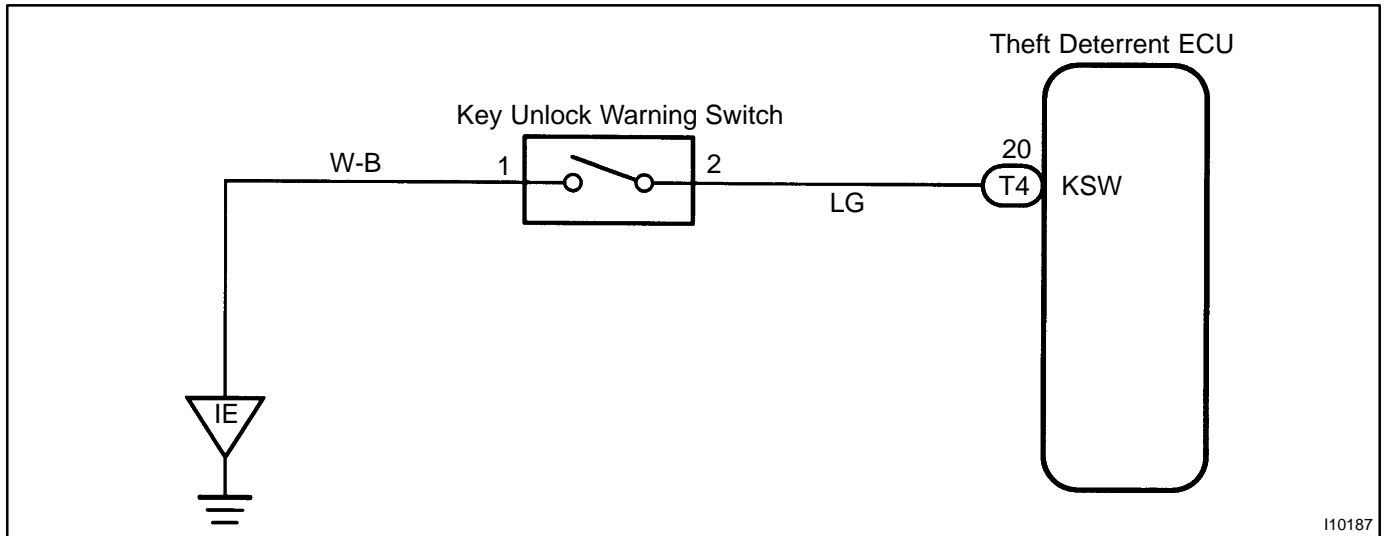 Theft Deterrent ECU
Key Unlock Warning Switch
W-B
1
2
LG
20
T4
KSW
IE
I10187